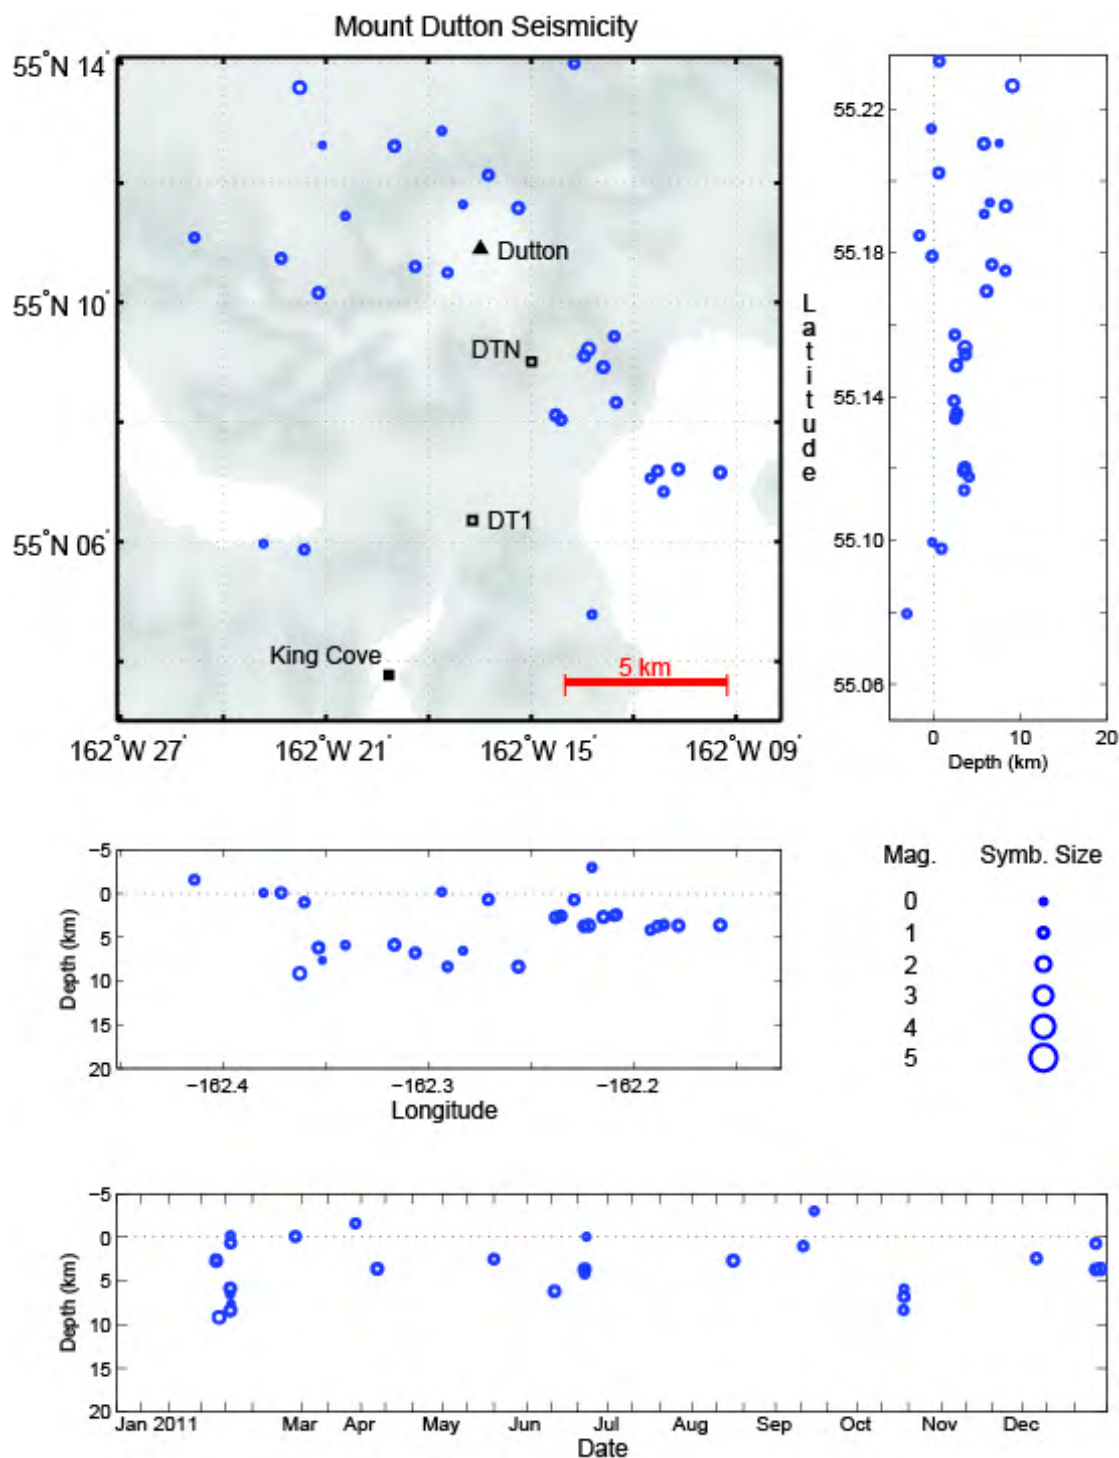 Mount Dutton Seismicity
55°N 14'
55°N 10'
55°N 06'
Dutton
DTN
DT1
King Cove
5 km
162°W 27'
162°W 21'
162°W 15'
162°W 09'
Latitude
55.22
55.18
55.14
55.10
55.06
0
10
20
Depth (km)
−5
0
5
10
15
20
Depth (km)
−162.4
−162.3
−162.2
Longitude
Mag.
Symb. Size
0
1
2
3
4
5
−5
0
5
10
15
20
Depth (km)
Jan 2011
Mar
Apr
May
Jun
Jul
Aug
Sep
Oct
Nov
Dec
Date